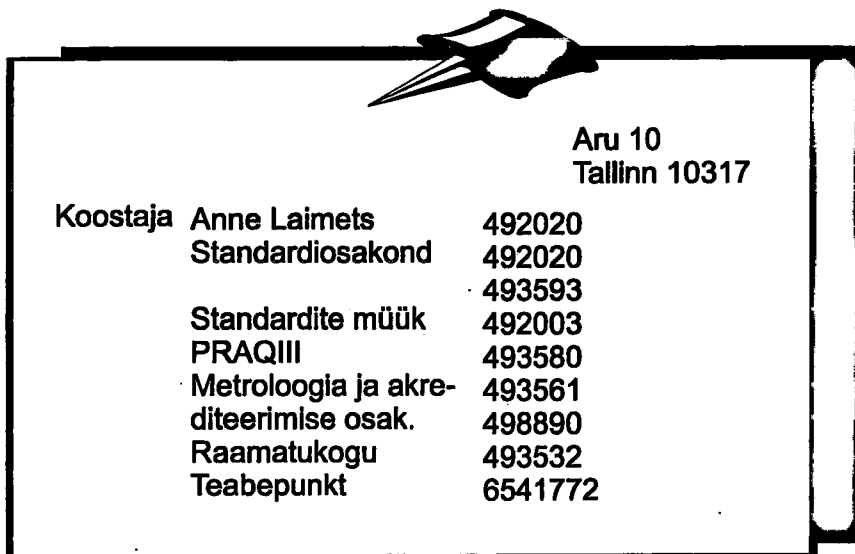 Aru 10
Tallinn 10317
Koostaja Anne Laimets 492020
Standardiosakond 492020
493593
Standardite müük 492003
PRAQIII 493580
Metroloogia ja akre- 493561
diteerimise osak. 498890
Raamatukogu 493532
Teabepunkt 6541772